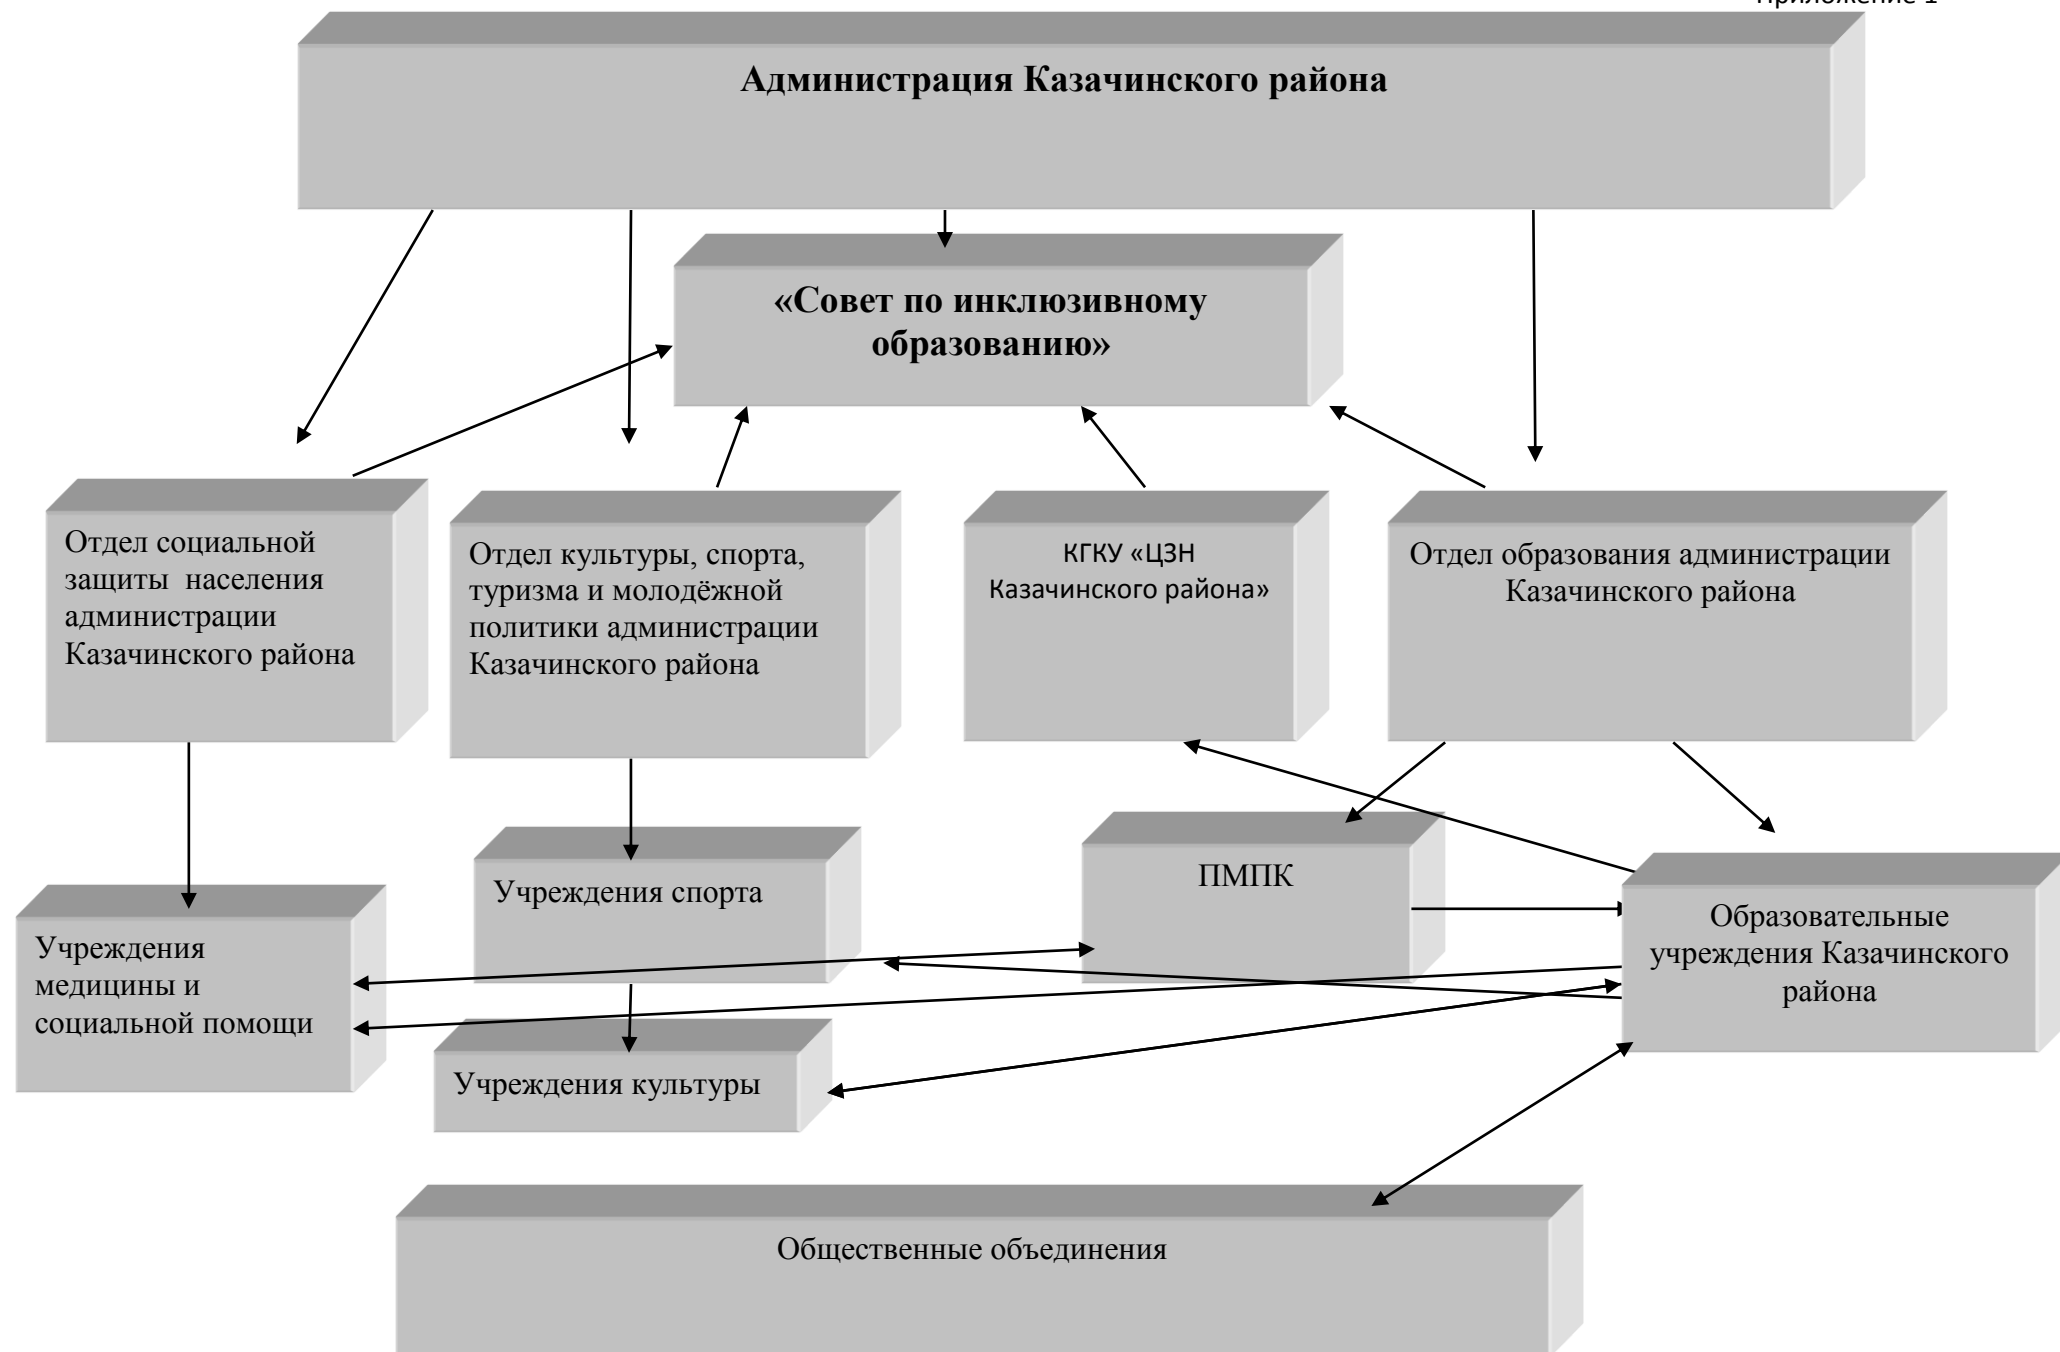 Приложение 1
Администрация Казачинского района
«Совет по инклюзивному
образованию»
Отдел социальной
защиты населения
администрации
Казачинского района
Отдел культуры, спорта,
туризма и молодёжной
политики администрации
Казачинского района
КГКУ «ЦЗН
Казачинского района»
Отдел образования администрации
Казачинского района
Учреждения
медицины и
социальной помощи
Учреждения спорта
Учреждения культуры
ПМПК
Образовательные
учреждения Казачинского
района
Общественные объединения